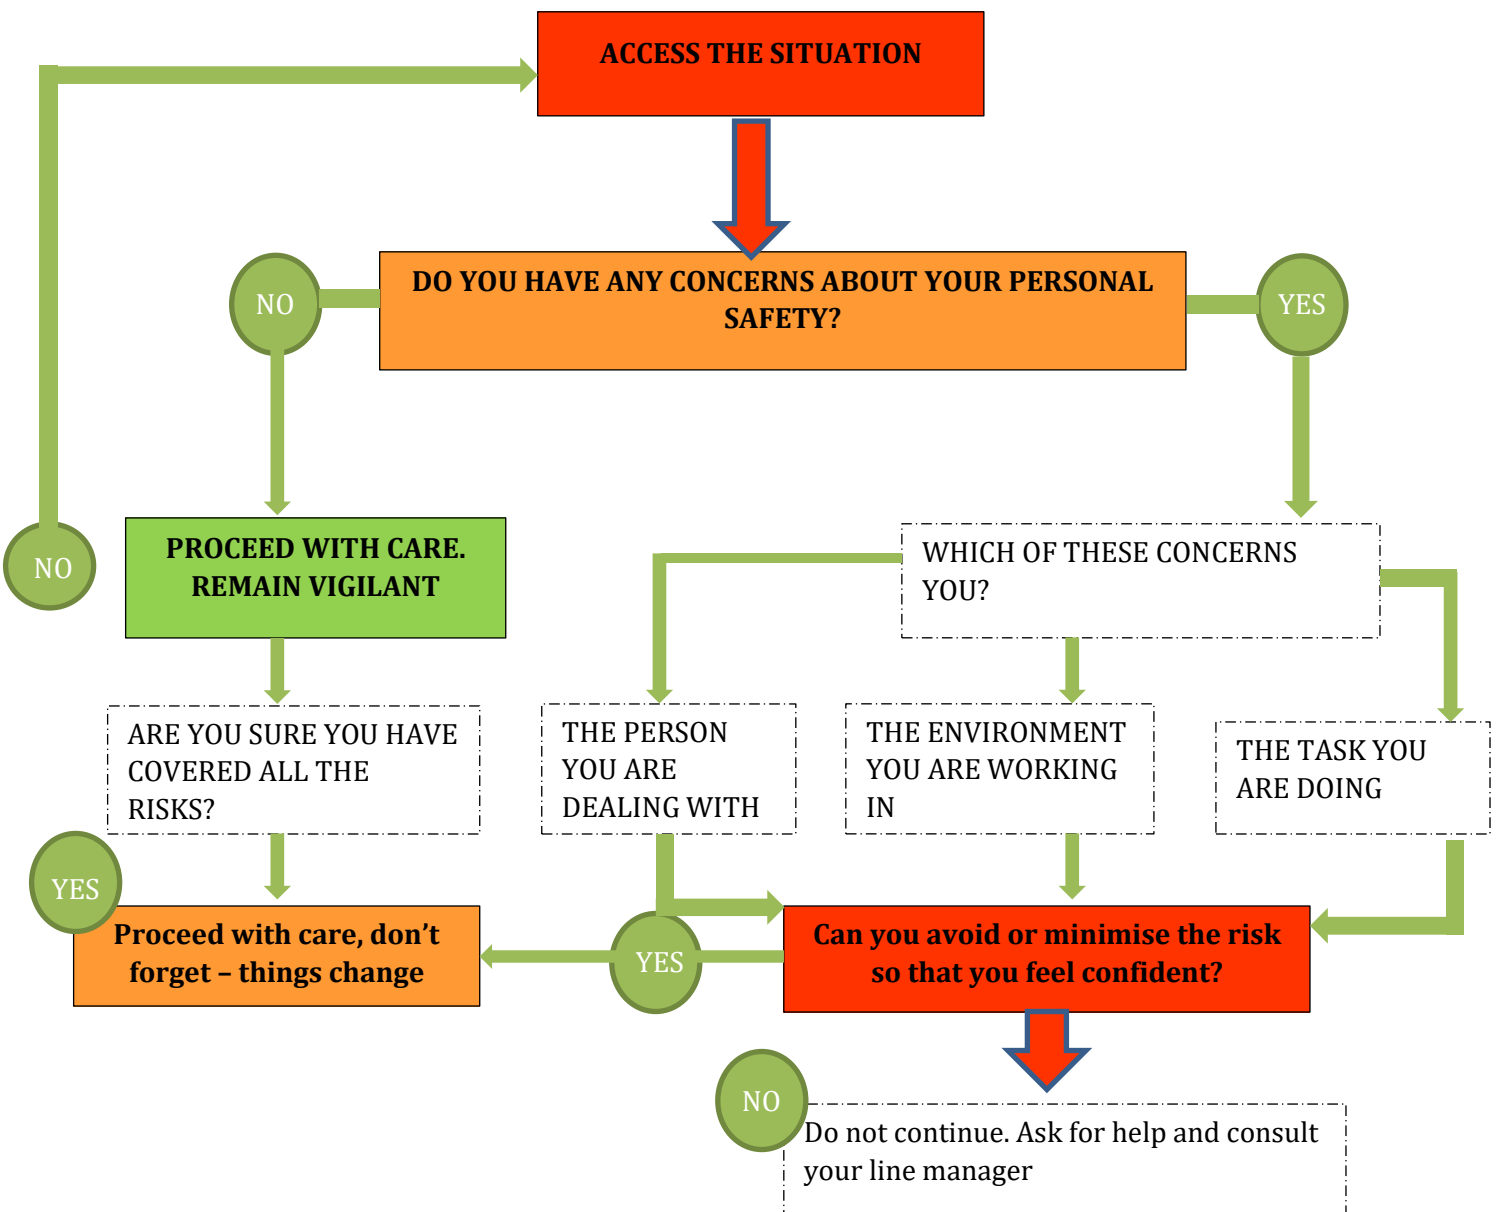 ACCESS THE SITUATION
DO YOU HAVE ANY CONCERNS ABOUT YOUR PERSONAL
SAFETY?
NO
YES
NO
PROCEED WITH CARE.
REMAIN VIGILANT
WHICH OF THESE CONCERNS
YOU?
ARE YOU SURE YOU HAVE
COVERED ALL THE
RISKS?
THE PERSON
YOU ARE
DEALING WITH
THE ENVIRONMENT
YOU ARE WORKING
IN
THE TASK YOU
ARE DOING
YES
Proceed with care, don’t
forget – things change
YES
Can you avoid or minimise the risk
so that you feel confident?
NO
Do not continue. Ask for help and consult
your line manager